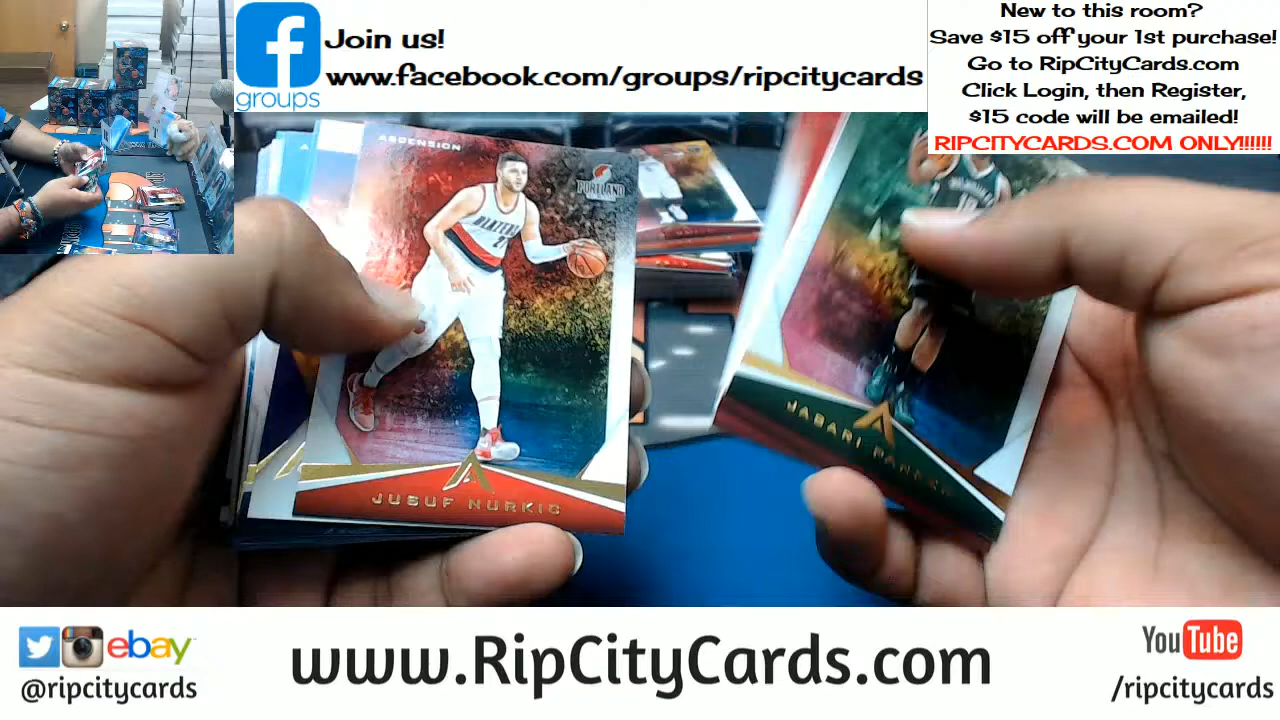 Join us!
www.facebook.com/groups/ripcitycards
groups
New to this room?
Save $15 off your 1st purchase!
Go to RipCityCards.com
Click Login, then Register,
$15 code will be emailed!
RIPCITYCARDS.COM ONLY!!!!!!
ASCENSION
PORTLAND
BLAZERS
JUSUF NURKIC
JABARI PARKER
ebay
@ripcitycards
www.RipCityCards.com
YouTube
/ripcitycards